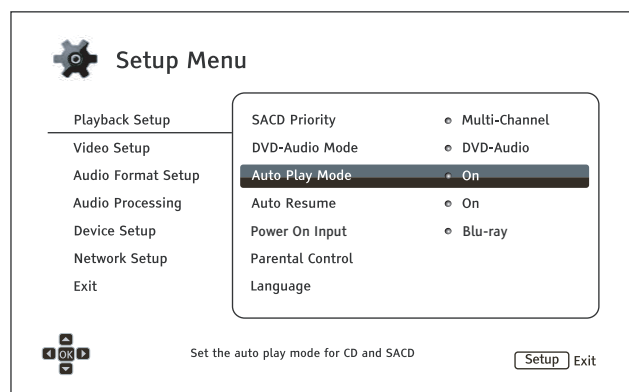 Setup Menu
Playback Setup
Video Setup
Audio Format Setup
Audio Processing
Device Setup
Network Setup
Exit
SACD Priority Multi-Channel
DVD-Audio Mode DVD-Audio
Auto Play Mode On
Auto Resume On
Power On Input Blu-ray
Parental Control
Language
OK
Set the auto play mode for CD and SACD
Setup Exit